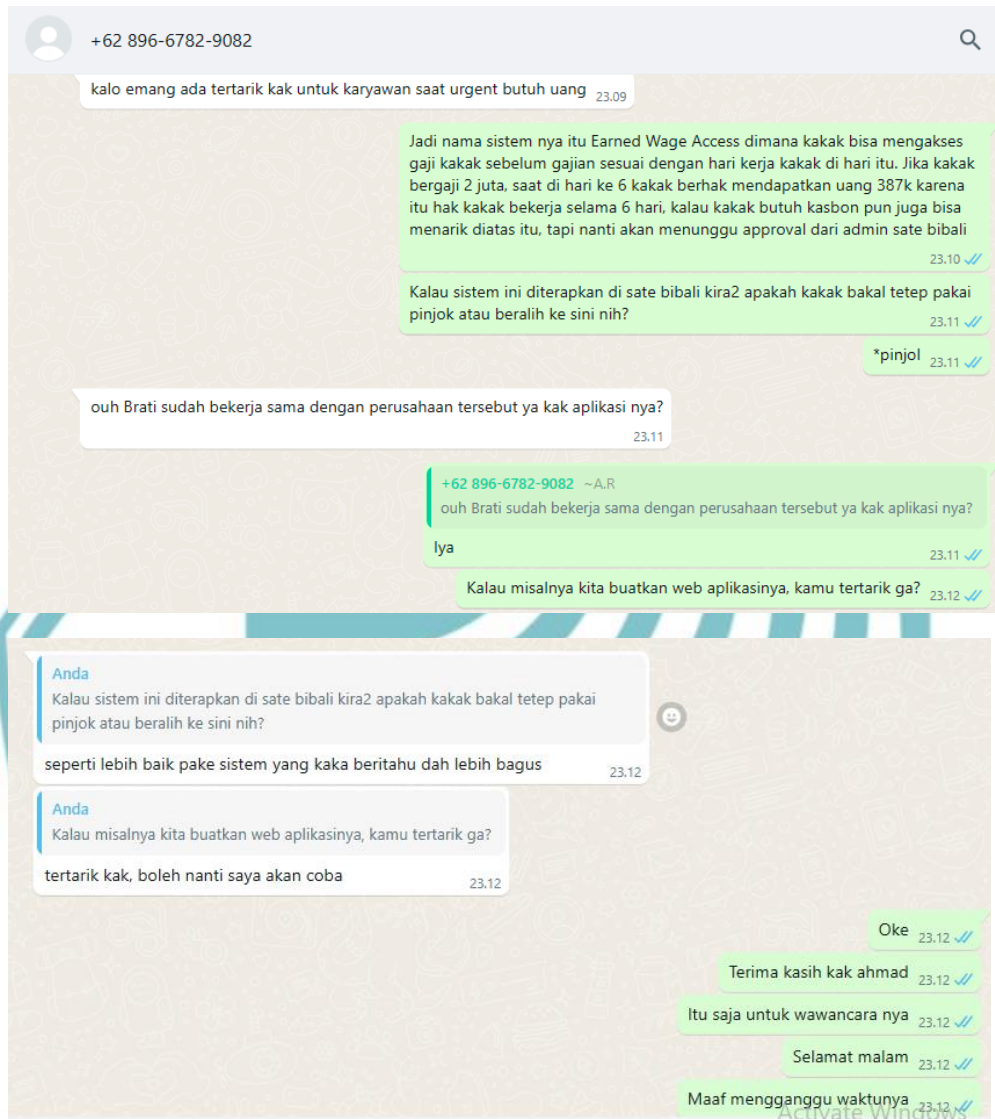 +62 896-6782-9082
kalo emang ada tertarik kak untuk karyawan saat urgent butuh uang 23.09
Jadi nama sistem nya itu Earned Wage Access dimana kakak bisa mengakses
gaji kakak sebelum gajian sesuai dengan hari kerja kakak di hari itu. Jika kakak
bergaji 2 juta, saat di hari ke 6 kakak berhak mendapatkan uang 387k karena
itu hak kakak bekerja selama 6 hari, kalau kakak butuh kasbon pun juga bisa
menarik diatas itu, tapi nanti akan menunggu approval dari admin sate bibali
23.10
Kalau sistem ini diterapkan di sate bibali kira2 apakah kakak bakal tetep pakai
pinjok atau beralih ke sini nih?
23.11
*pinjol 23.11
ouh Brati sudah bekerja sama dengan perusahaan tersebut ya kak aplikasi nya?
23.11
+62 896-6782-9082 ~A.R
ouh Brati sudah bekerja sama dengan perusahaan tersebut ya kak aplikasi nya?
Iya
23.11
Kalau misalnya kita buatkan web aplikasinya, kamu tertarik ga? 23.12
Anda
Kalau sistem ini diterapkan di sate bibali kira2 apakah kakak bakal tetep pakai
pinjok atau beralih ke sini nih?
seperti lebih baik pake sistem yang kaka beritahu dah lebih bagus
23.12
Anda
Kalau misalnya kita buatkan web aplikasinya, kamu tertarik ga?
tertarik kak, boleh nanti saya akan coba
23.12
Oke 23.12
Terima kasih kak ahmad 23.12
Itu saja untuk wawancara nya 23.12
Selamat malam 23.12
Maaf mengganggu waktunya 23.12
Activate Windows